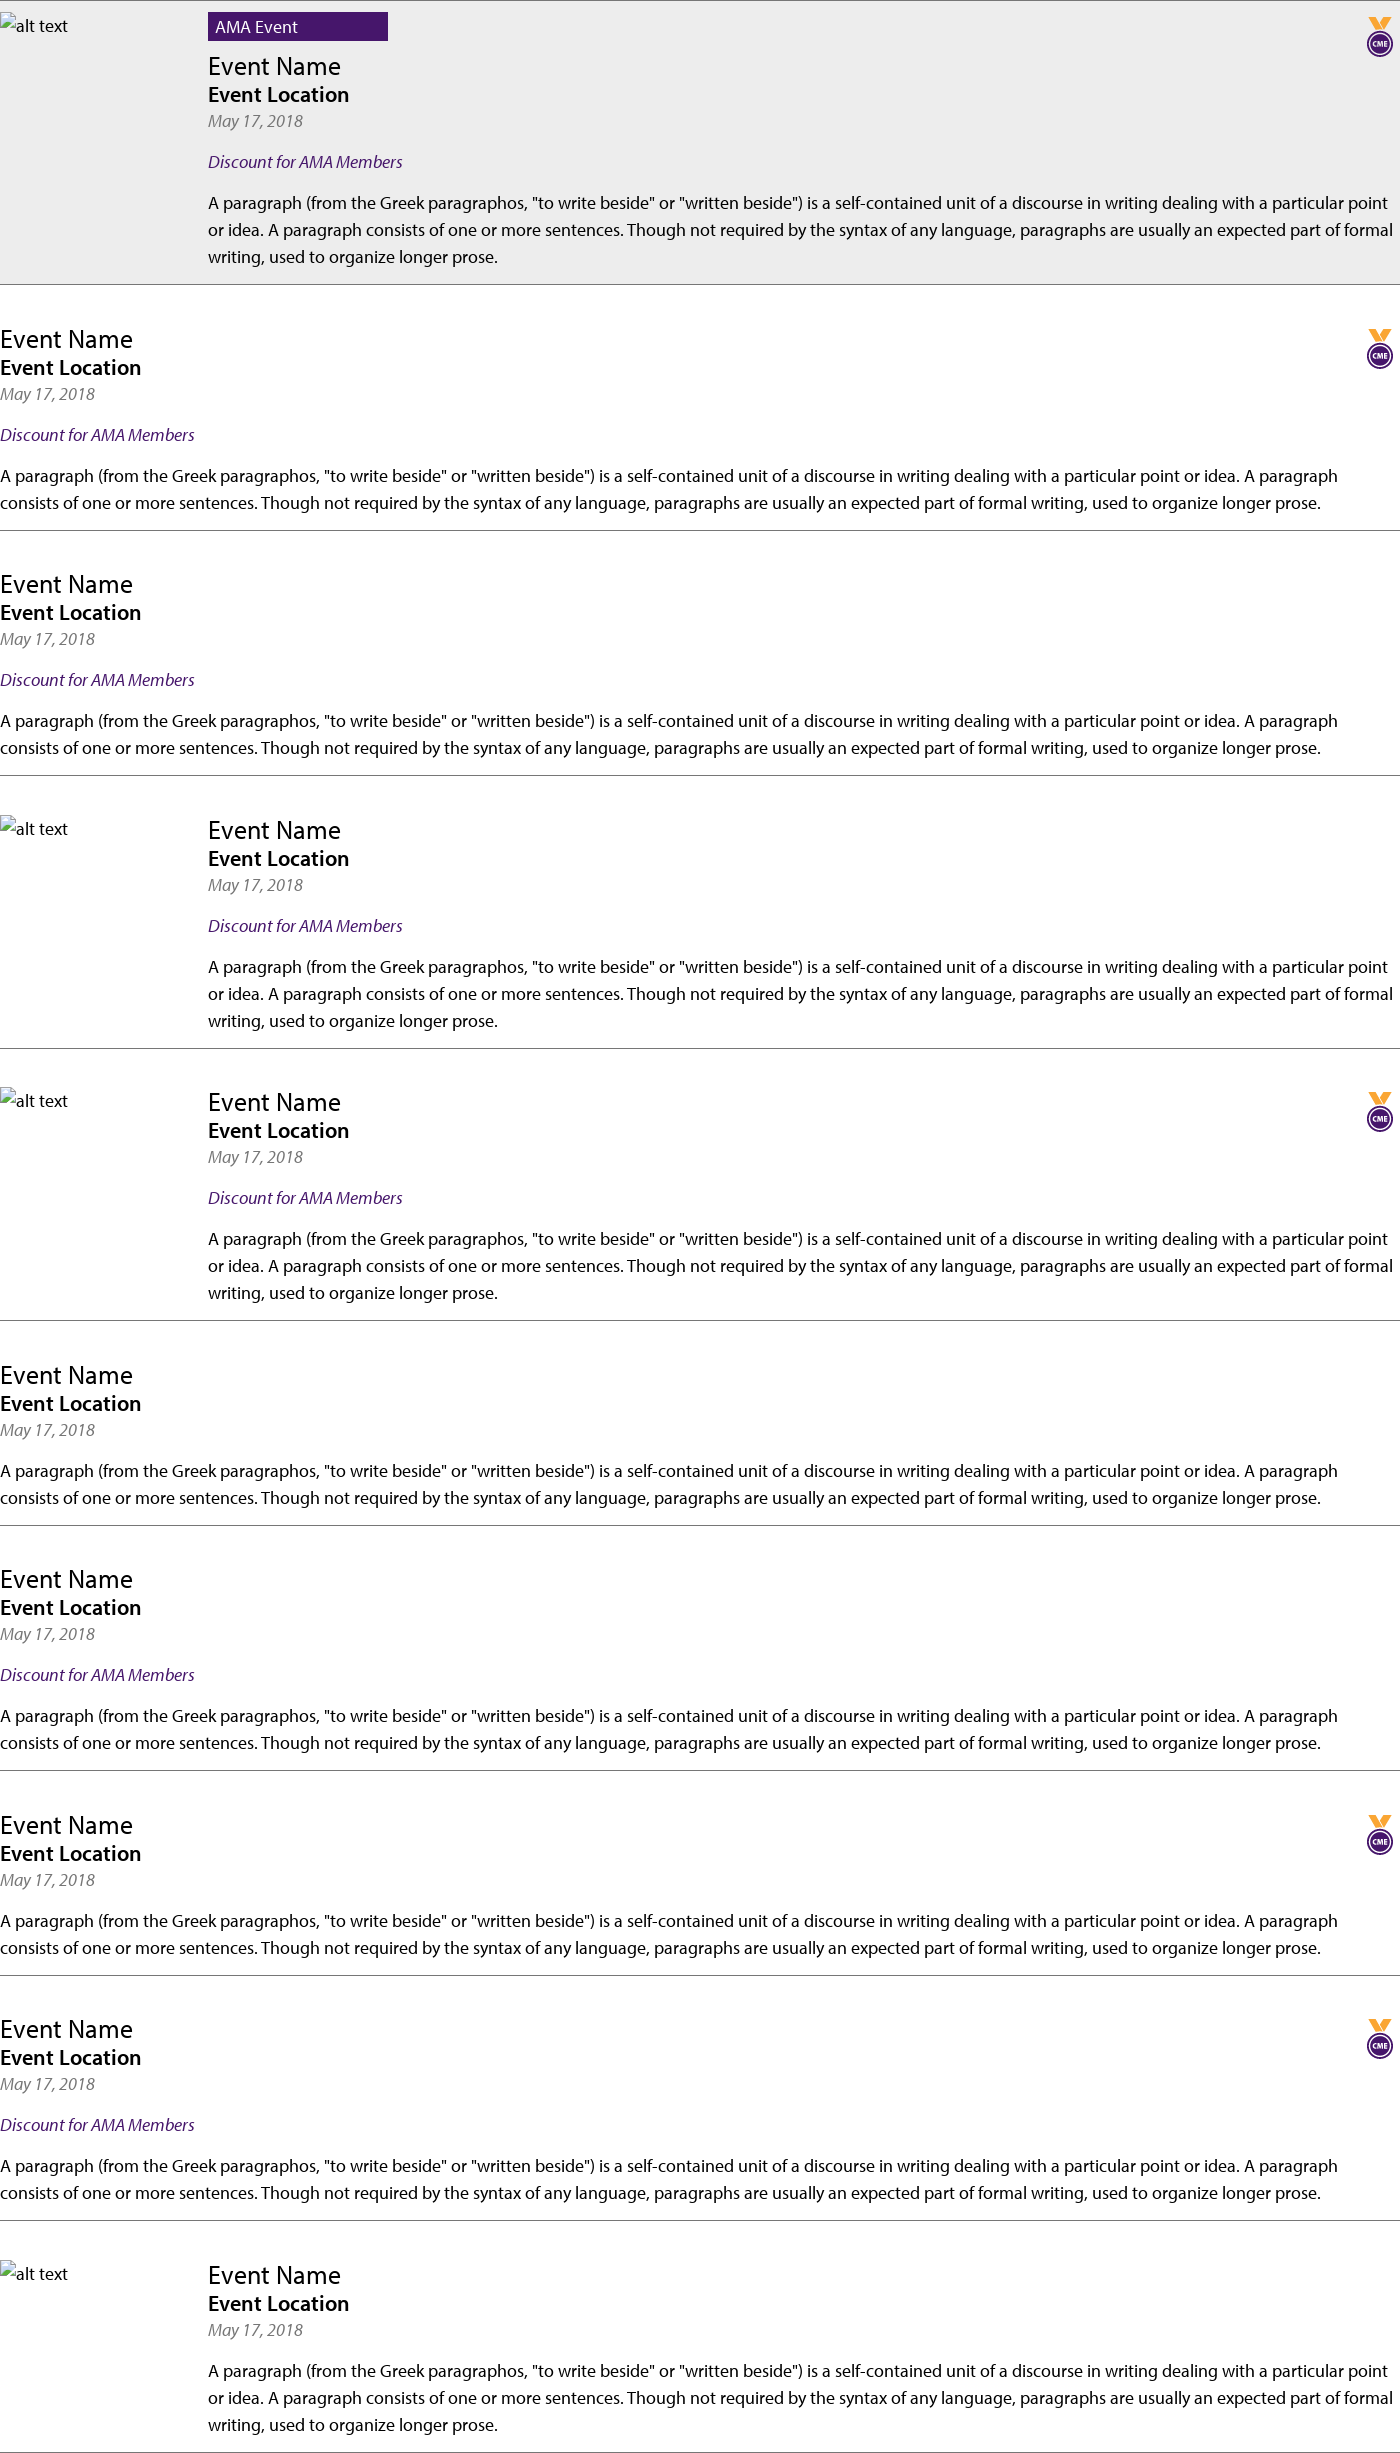 alt text
AMA Event
CME
Event Name
Event Location
May 17, 2018
Discount for AMA Members
A paragraph (from the Greek paragraphos, "to write beside" or "written beside") is a self-contained unit of a discourse in writing dealing with a particular point
or idea. A paragraph consists of one or more sentences. Though not required by the syntax of any language, paragraphs are usually an expected part of formal
writing, used to organize longer prose.
Event Name
CME
Event Location
May 17, 2018
Discount for AMA Members
A paragraph (from the Greek paragraphos, "to write beside" or "written beside") is a self-contained unit of a discourse in writing dealing with a particular point or idea. A paragraph
consists of one or more sentences. Though not required by the syntax of any language, paragraphs are usually an expected part of formal writing, used to organize longer prose.
Event Name
Event Location
May 17, 2018
Discount for AMA Members
A paragraph (from the Greek paragraphos, "to write beside" or "written beside") is a self-contained unit of a discourse in writing dealing with a particular point or idea. A paragraph
consists of one or more sentences. Though not required by the syntax of any language, paragraphs are usually an expected part of formal writing, used to organize longer prose.
alt text
Event Name
Event Location
May 17, 2018
Discount for AMA Members
A paragraph (from the Greek paragraphos, "to write beside" or "written beside") is a self-contained unit of a discourse in writing dealing with a particular point
or idea. A paragraph consists of one or more sentences. Though not required by the syntax of any language, paragraphs are usually an expected part of formal
writing, used to organize longer prose.
alt text
Event Name
CME
Event Location
May 17, 2018
Discount for AMA Members
A paragraph (from the Greek paragraphos, "to write beside" or "written beside") is a self-contained unit of a discourse in writing dealing with a particular point
or idea. A paragraph consists of one or more sentences. Though not required by the syntax of any language, paragraphs are usually an expected part of formal
writing, used to organize longer prose.
Event Name
Event Location
May 17, 2018
A paragraph (from the Greek paragraphos, "to write beside" or "written beside") is a self-contained unit of a discourse in writing dealing with a particular point or idea. A paragraph
consists of one or more sentences. Though not required by the syntax of any language, paragraphs are usually an expected part of formal writing, used to organize longer prose.
Event Name
Event Location
May 17, 2018
Discount for AMA Members
A paragraph (from the Greek paragraphos, "to write beside" or "written beside") is a self-contained unit of a discourse in writing dealing with a particular point or idea. A paragraph
consists of one or more sentences. Though not required by the syntax of any language, paragraphs are usually an expected part of formal writing, used to organize longer prose.
Event Name
CME
Event Location
May 17, 2018
A paragraph (from the Greek paragraphos, "to write beside" or "written beside") is a self-contained unit of a discourse in writing dealing with a particular point or idea. A paragraph
consists of one or more sentences. Though not required by the syntax of any language, paragraphs are usually an expected part of formal writing, used to organize longer prose.
Event Name
CME
Event Location
May 17, 2018
Discount for AMA Members
A paragraph (from the Greek paragraphos, "to write beside" or "written beside") is a self-contained unit of a discourse in writing dealing with a particular point or idea. A paragraph
consists of one or more sentences. Though not required by the syntax of any language, paragraphs are usually an expected part of formal writing, used to organize longer prose.
alt text
Event Name
Event Location
May 17, 2018
A paragraph (from the Greek paragraphos, "to write beside" or "written beside") is a self-contained unit of a discourse in writing dealing with a particular point
or idea. A paragraph consists of one or more sentences. Though not required by the syntax of any language, paragraphs are usually an expected part of formal
writing, used to organize longer prose.